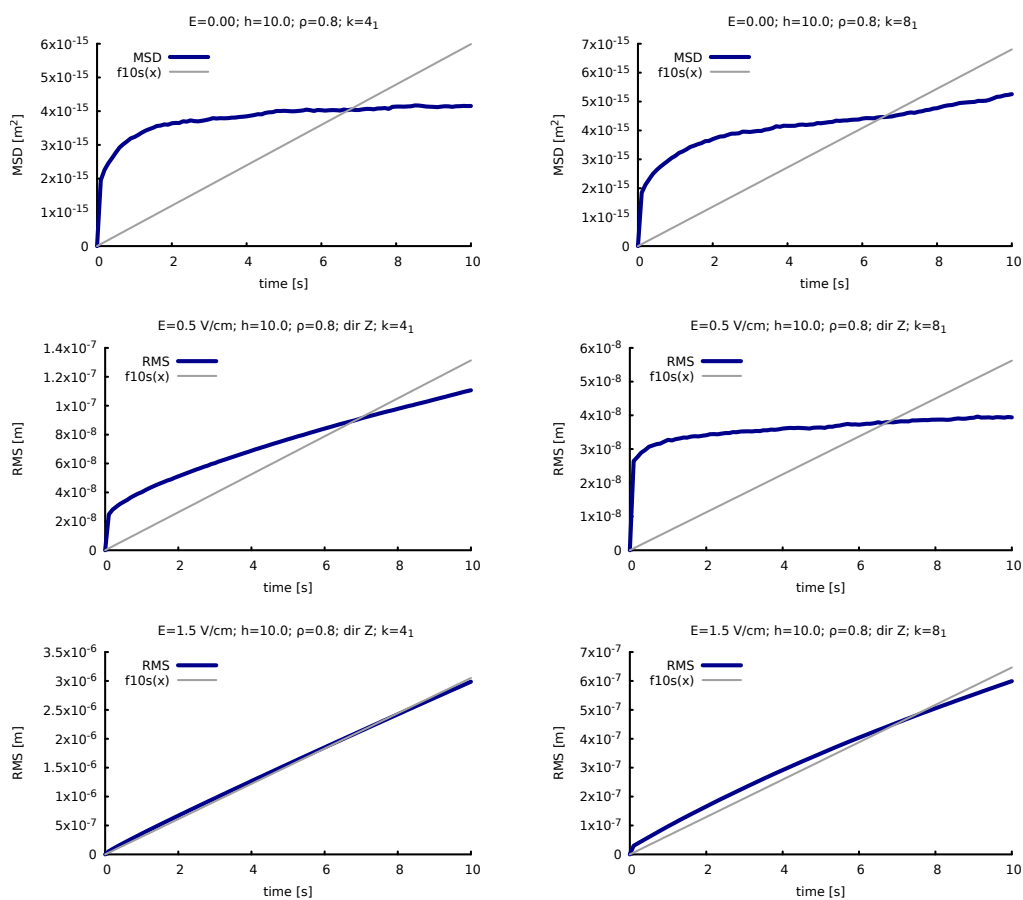 E=0.00; h=10.0; ρ=0.8; k=4₁
6x10⁻¹⁵
5x10⁻¹⁵
4x10⁻¹⁵
3x10⁻¹⁵
2x10⁻¹⁵
1x10⁻¹⁵
0
MSD [m²]
MSD
f10s(x)
0 2 4 6 8 10
time [s]
E=0.00; h=10.0; ρ=0.8; k=8₁
7x10⁻¹⁵
6x10⁻¹⁵
5x10⁻¹⁵
4x10⁻¹⁵
3x10⁻¹⁵
2x10⁻¹⁵
1x10⁻¹⁵
0
MSD [m²]
MSD
f10s(x)
0 2 4 6 8 10
time [s]
E=0.5 V/cm; h=10.0; ρ=0.8; dir Z; k=4₁
1.4x10⁻⁷
1.2x10⁻⁷
1x10⁻⁷
8x10⁻⁸
6x10⁻⁸
4x10⁻⁸
2x10⁻⁸
0
RMS [m]
RMS
f10s(x)
0 2 4 6 8 10
time [s]
E=0.5 V/cm; h=10.0; ρ=0.8; dir Z; k=8₁
6x10⁻⁸
5x10⁻⁸
4x10⁻⁸
3x10⁻⁸
2x10⁻⁸
1x10⁻⁸
0
RMS [m]
RMS
f10s(x)
0 2 4 6 8 10
time [s]
E=1.5 V/cm; h=10.0; ρ=0.8; dir Z; k=4₁
3.5x10⁻⁶
3x10⁻⁶
2.5x10⁻⁶
2x10⁻⁶
1.5x10⁻⁶
1x10⁻⁶
5x10⁻⁷
0
RMS [m]
RMS
f10s(x)
0 2 4 6 8 10
time [s]
E=1.5 V/cm; h=10.0; ρ=0.8; dir Z; k=8₁
7x10⁻⁷
6x10⁻⁷
5x10⁻⁷
4x10⁻⁷
3x10⁻⁷
2x10⁻⁷
1x10⁻⁷
0
RMS [m]
RMS
f10s(x)
0 2 4 6 8 10
time [s]